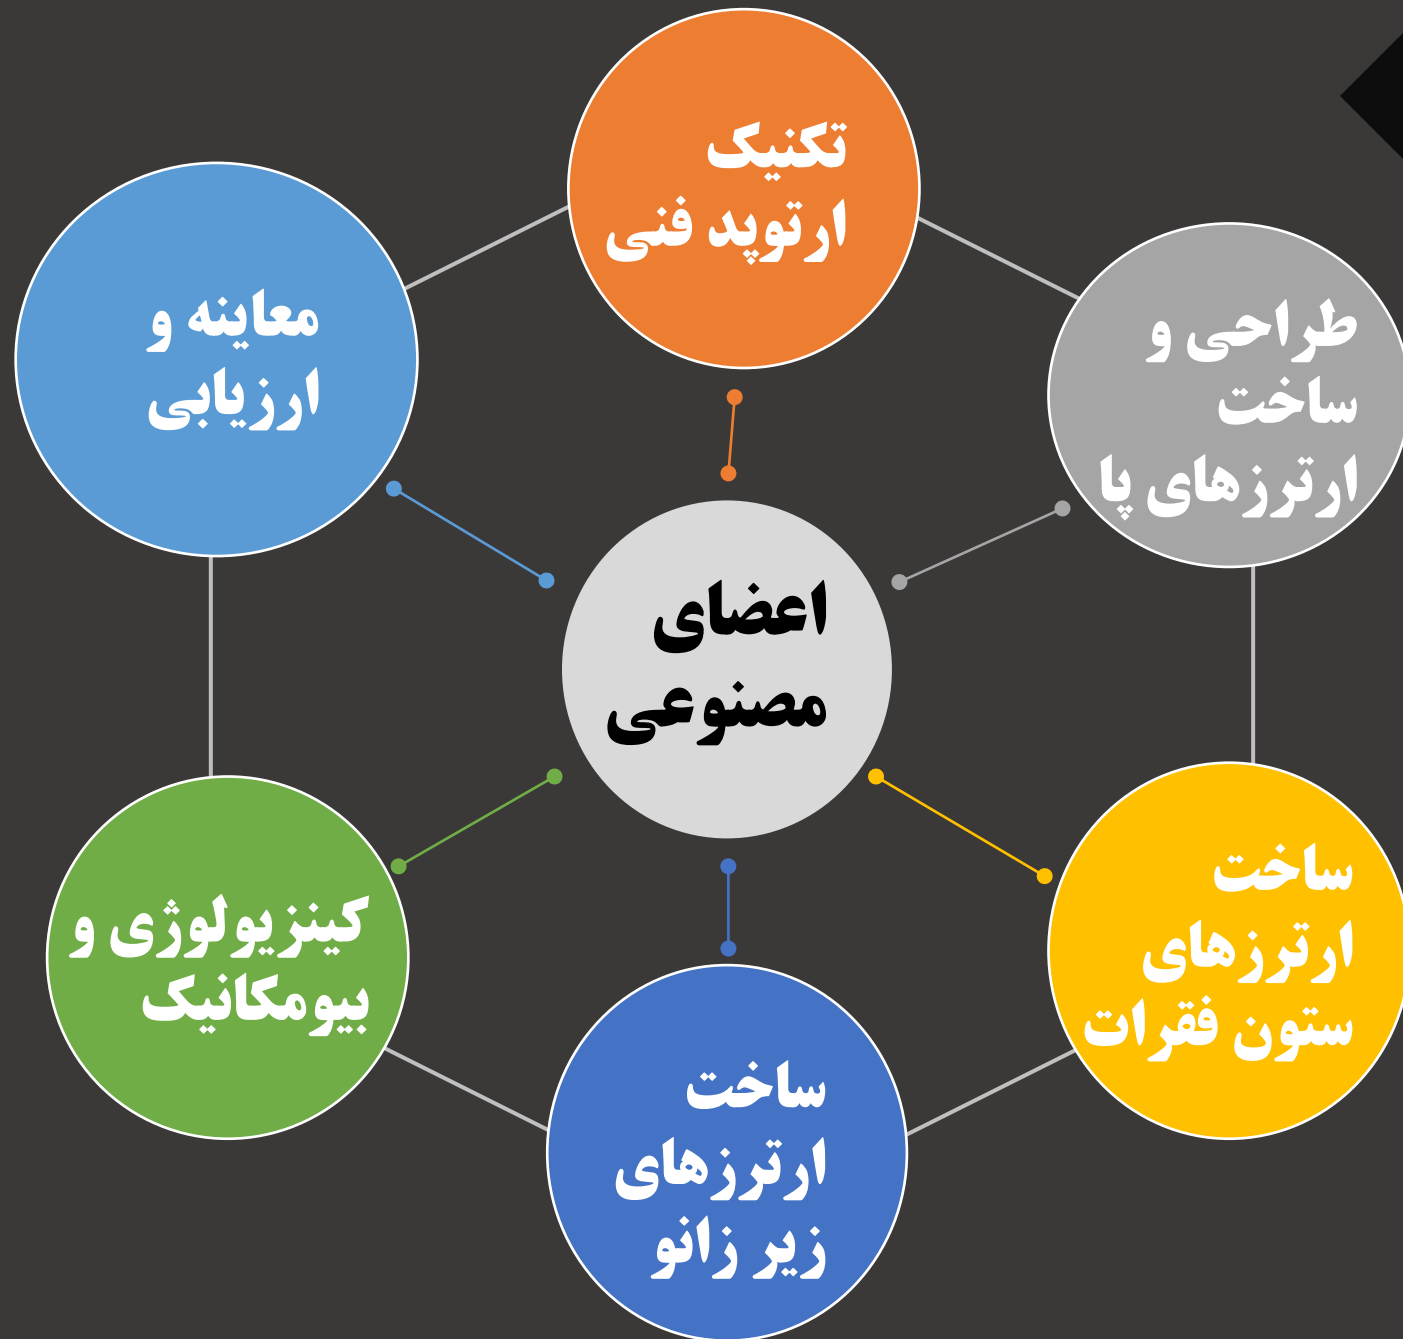 تکنیک
ارتوپد فنی
طراحی و
ساخت
ارترزهای پا
معاینه و
ارزیابی
اعضای
مصنوعی
ساخت
ارترزهای
ستون فقرات
کینزیولوژی و
بیومکانیک
ساخت
ارترزهای
زیر زانو